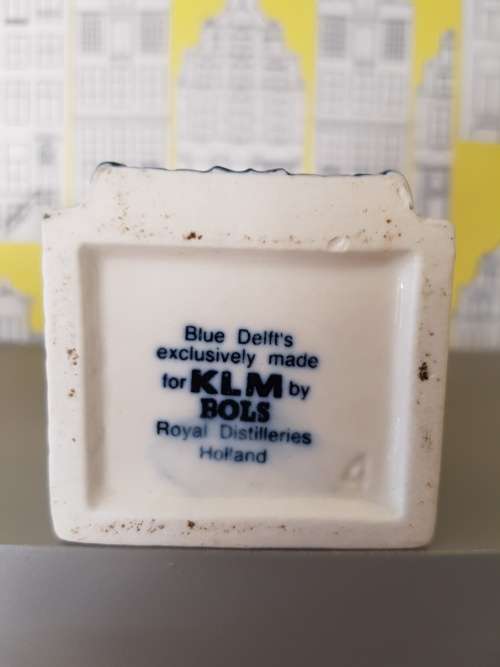 Blue Delft's
exclusively made
for KLM by
BOLS
Royal Distilleries
Holland